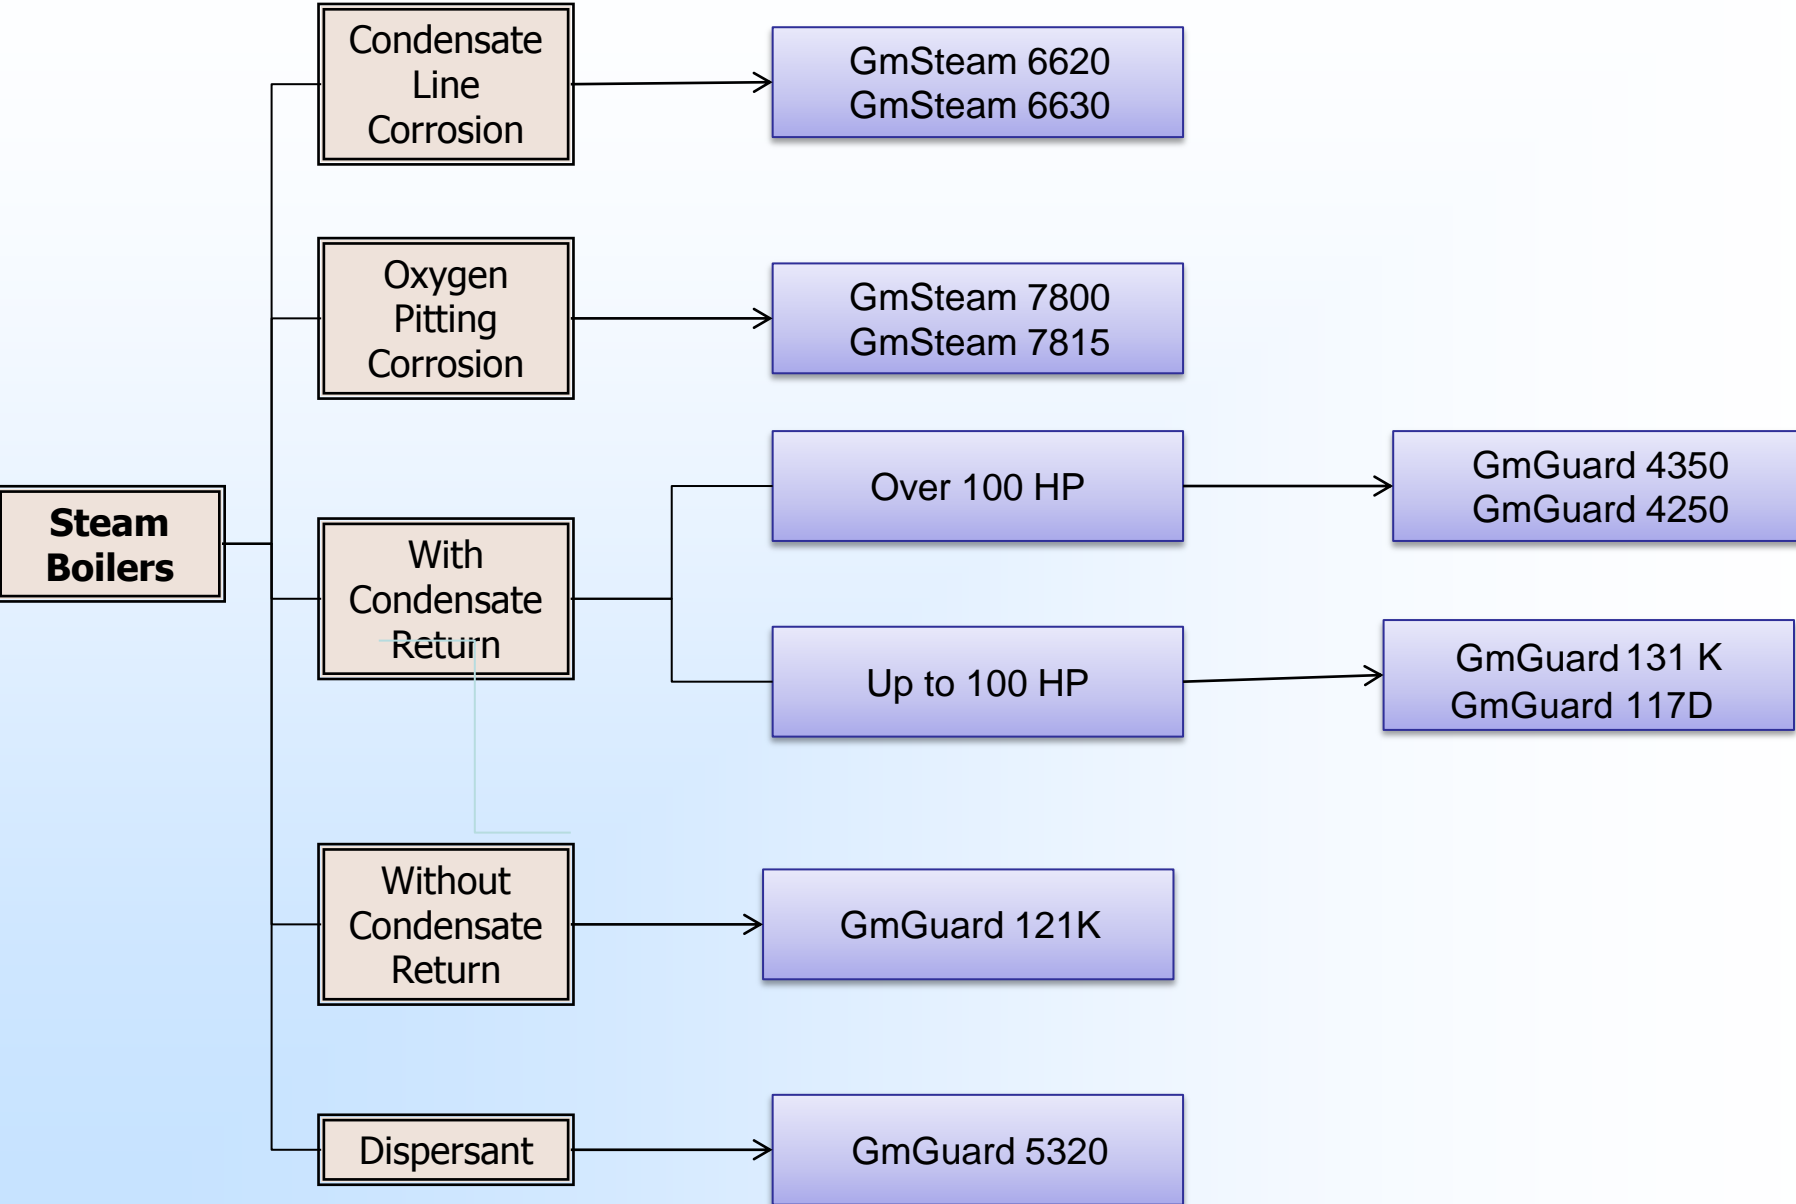 Condensate
Line
Corrosion
GmSteam 6620
GmSteam 6630
Oxygen
Pitting
Corrosion
GmSteam 7800
GmSteam 7815
Steam
Boilers
With
Condensate
Return
Over 100 HP
GmGuard 4350
GmGuard 4250
Up to 100 HP
GmGuard 131 K
GmGuard 117D
Without
Condensate
Return
GmGuard 121K
Dispersant
GmGuard 5320